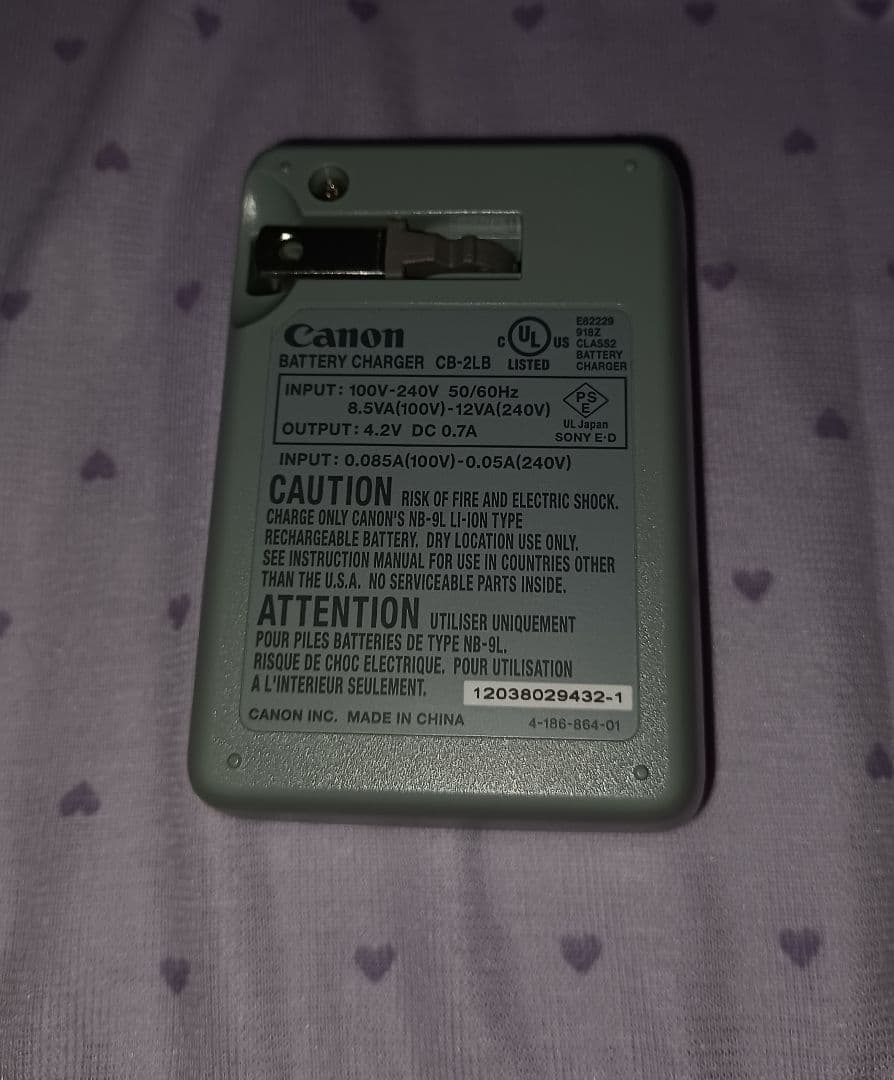 Canon
BATTERY CHARGER CB-2LB
C UL US
LISTED
E82229
918Z
CLASS2
BATTERY
CHARGER
INPUT: 100V-240V 50/60Hz
8.5VA(100V)-12VA(240V)
OUTPUT: 4.2V DC 0.7A
PS
E
UL Japan
SONY E·D
INPUT: 0.085A(100V)-0.05A(240V)
CAUTION RISK OF FIRE AND ELECTRIC SHOCK.
CHARGE ONLY CANON'S NB-9L LI-ION TYPE
RECHARGEABLE BATTERY. DRY LOCATION USE ONLY.
SEE INSTRUCTION MANUAL FOR USE IN COUNTRIES OTHER
THAN THE U.S.A. NO SERVICEABLE PARTS INSIDE.
ATTENTION UTILISER UNIQUEMENT
POUR PILES BATTERIES DE TYPE NB-9L.
RISQUE DE CHOC ELECTRIQUE. POUR UTILISATION
A L'INTERIEUR SEULEMENT.
12038029432-1
CANON INC. MADE IN CHINA
4-186-864-01